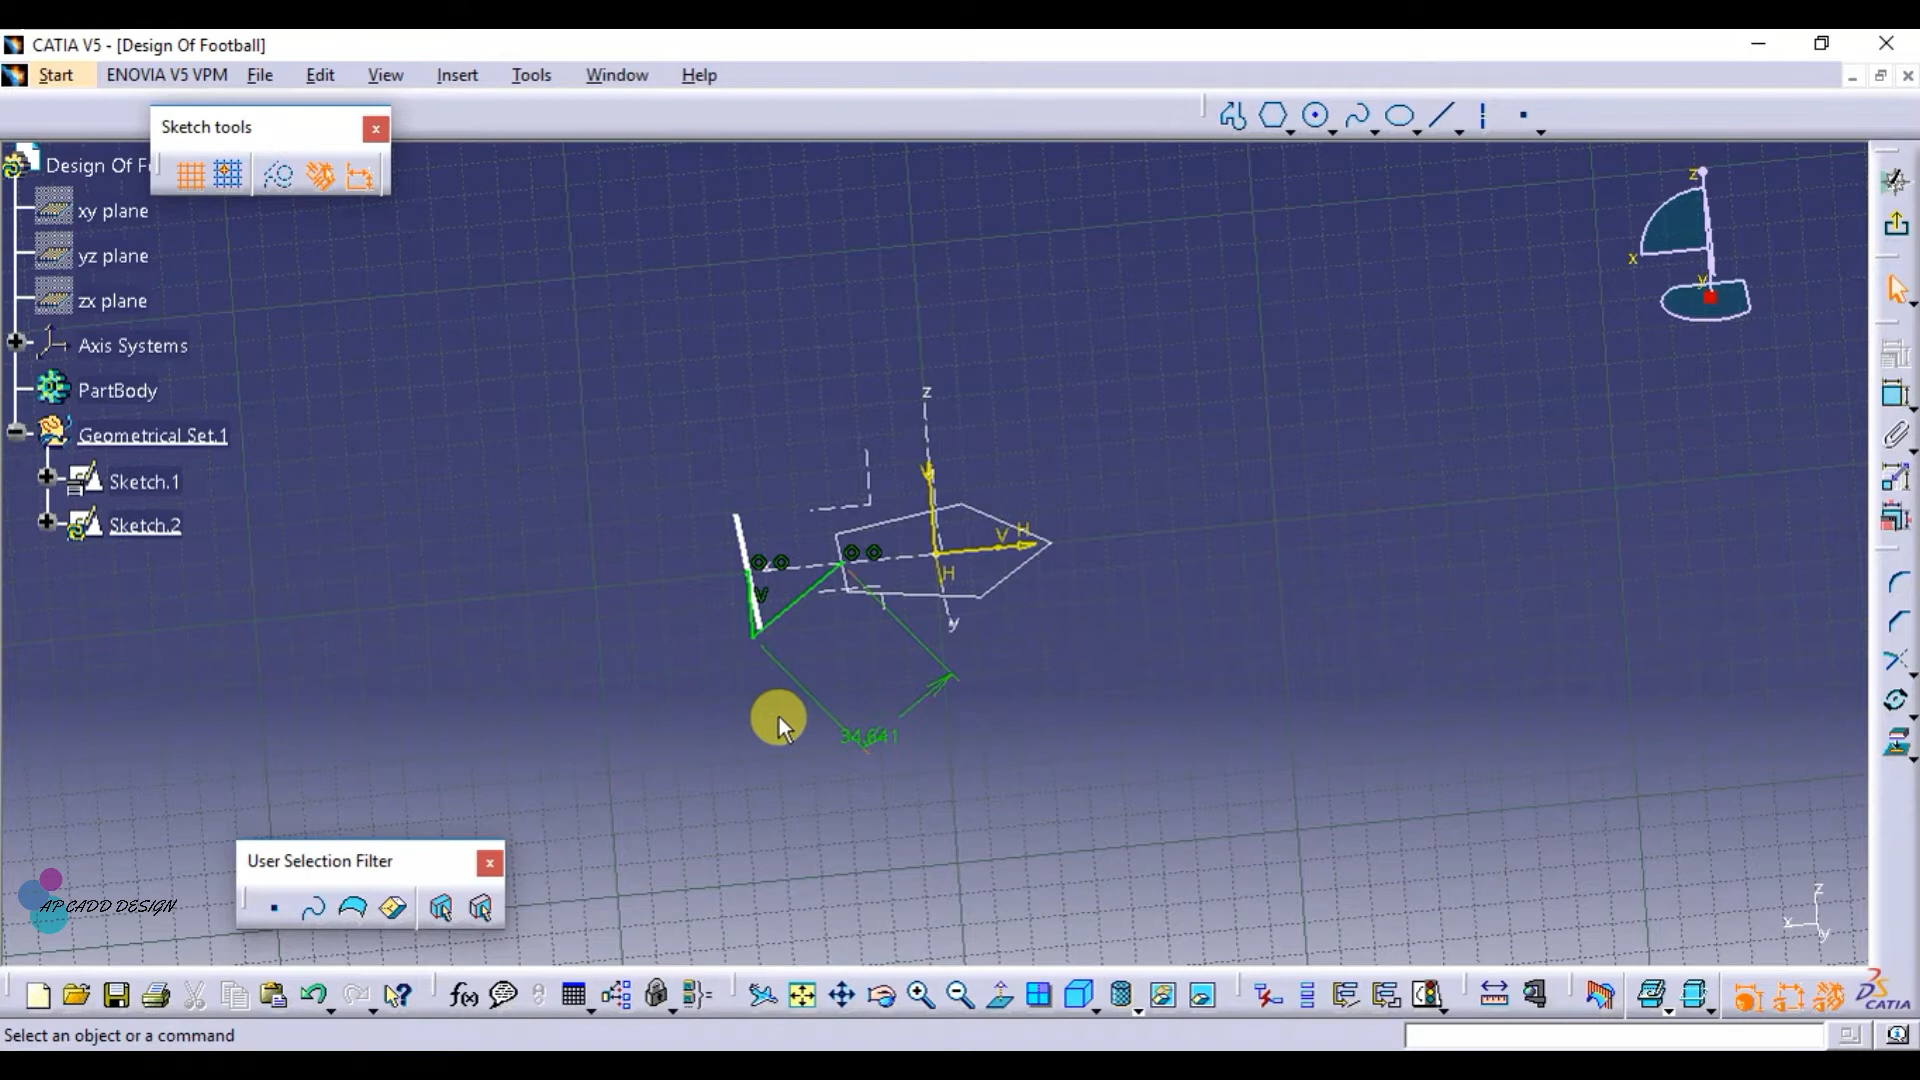 CATIA V5 - [Design Of Football]
Start ENOVIA V5 VPM File Edit View Insert Tools Window Help
Sketch tools
Design Of F
xy plane
yz plane
zx plane
Axis Systems
PartBody
Geometrical Set.1
Sketch.1
Sketch.2
z
x
y
z
V H
H
V
y
34,641
User Selection Filter
AP CADD DESIGN
z
x
y
f(x)
CATIA
Select an object or a command